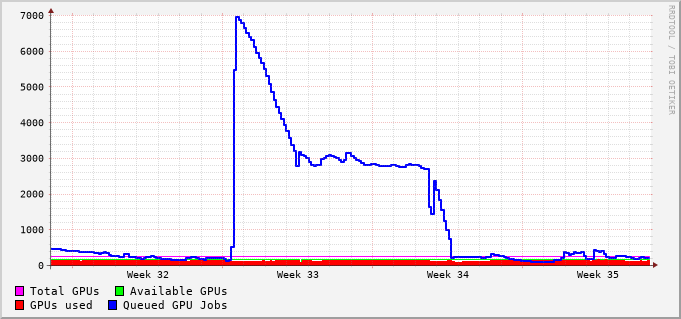 7000
6000
5000
4000
3000
2000
1000
0
Week 32 Week 33 Week 34 Week 35
Total GPUs Available GPUs
GPUs used Queued GPU Jobs
RRDTOOL / TOBI OETIKER